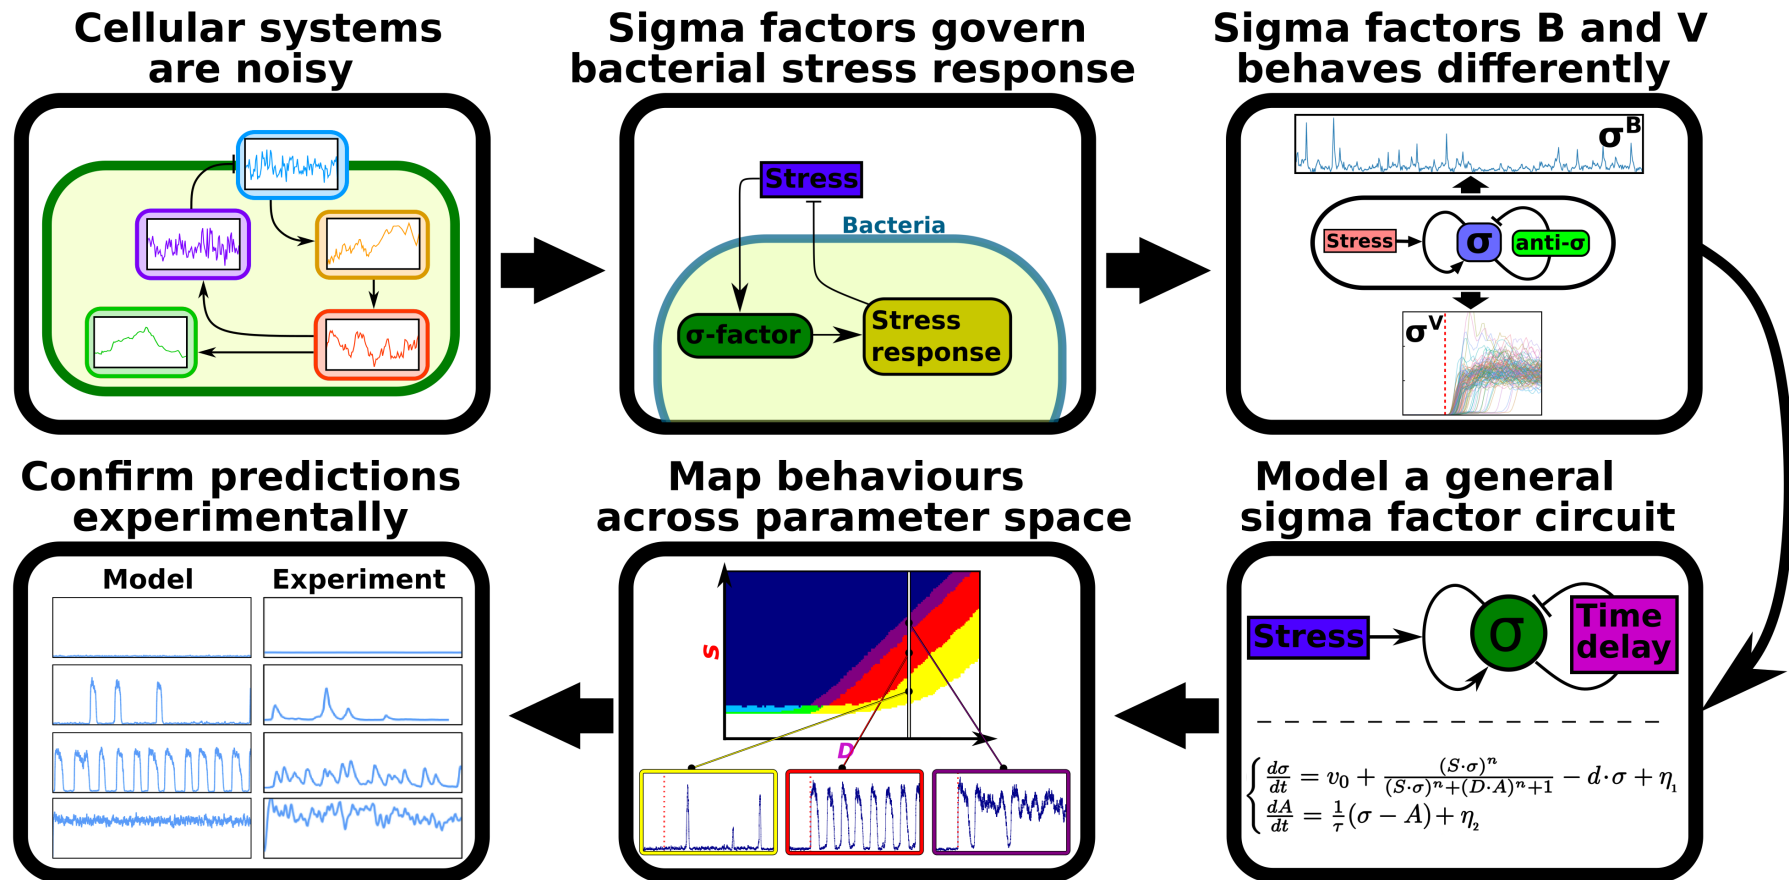 Cellular systems
are noisy
Sigma factors govern
bacterial stress response
Stress
Bacteria
σ-factor
Stress
response
Sigma factors B and V
behaves differently
σᴮ
Stress
σ
anti-σ
σⱽ
Model a general
sigma factor circuit
Stress
σ
Time
delay
dσ/dt = v₀ + (S·σ)ⁿ/((S·σ)ⁿ+(D·A)ⁿ+1) − d·σ + η₁
dA/dt = 1/τ(σ − A) + η₂
Map behaviours
across parameter space
S
D
Confirm predictions
experimentally
Model Experiment